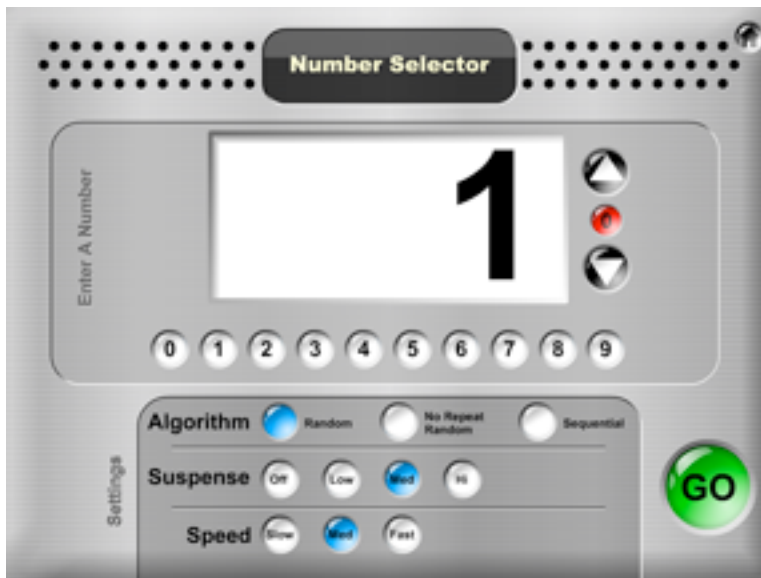 Number Selector
Enter A Number
1
0
0 1 2 3 4 5 6 7 8 9
Settings
Algorithm Random No Repeat Random Sequential
Suspense Off Low Med Hi
Speed Slow Med Fast
GO